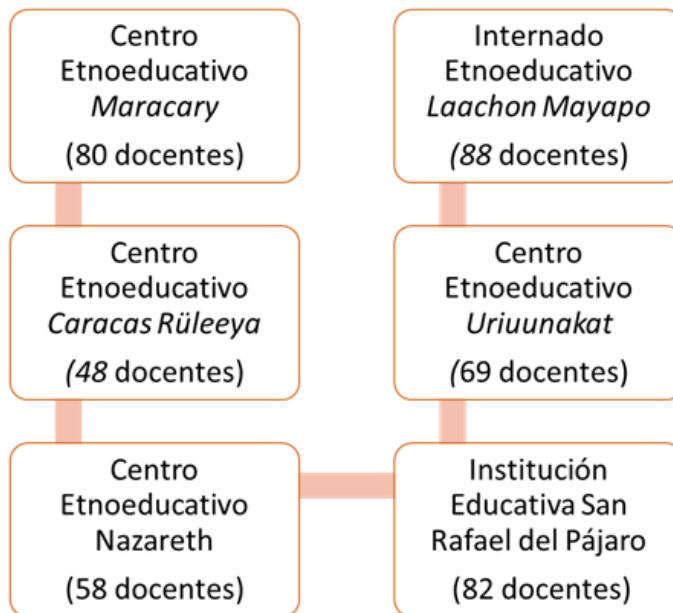 Centro
Etnoeducativo
Maracary
(80 docentes)
Centro
Etnoeducativo
Caracas Rüleeya
(48 docentes)
Centro
Etnoeducativo
Nazareth
(58 docentes)
Institución
Educativa San
Rafael del Pájaro
(82 docentes)
Centro
Etnoeducativo
Uriuunakat
(69 docentes)
Internado
Etnoeducativo
Laachon Mayapo
(88 docentes)